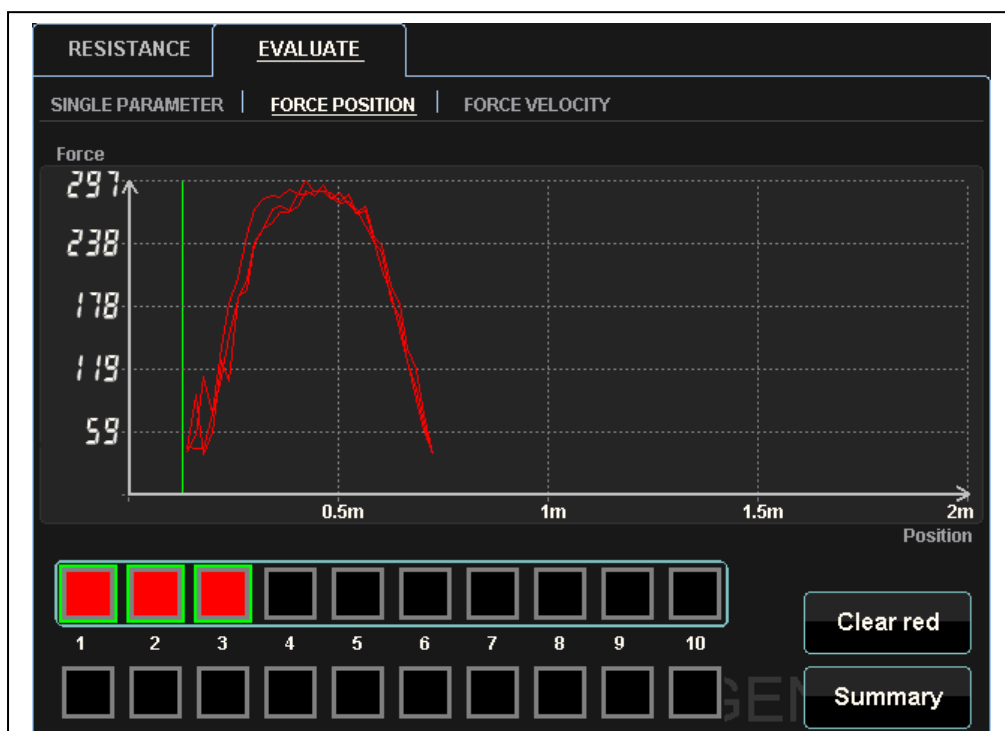 RESISTANCE EVALUATE
SINGLE PARAMETER FORCE POSITION FORCE VELOCITY
Force
297
238
178
119
59
0.5m 1m 1.5m 2m
Position
Clear red
1 2 3 4 5 6 7 8 9 10
Summary